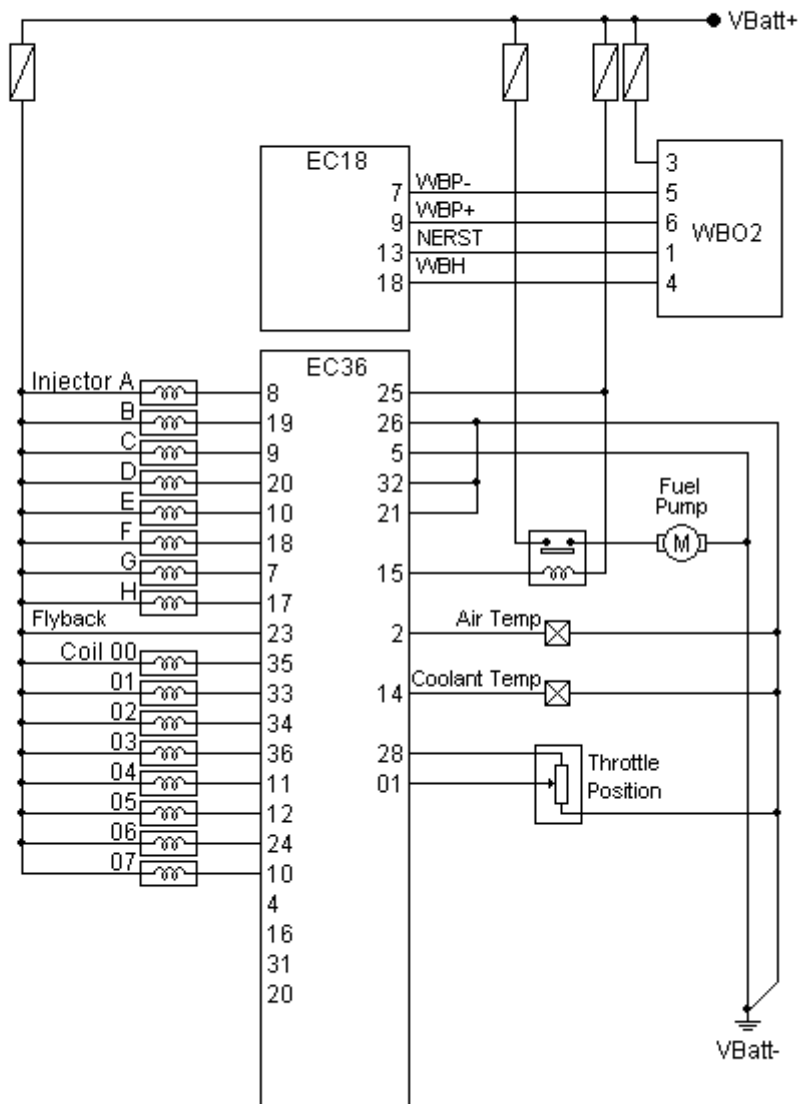 VBatt+
EC18
7 WBP-
9 WBP+
13 NERST
18 WBH
3
5
6
1
4
WBO2
EC36
Injector A 8
B 19
C 9
D 20
E 10
F 18
G 7
H 17
Flyback 23
Coil 00 35
01 33
02 34
03 36
04 11
05 12
06 24
07 10
4
16
31
20
25
26
5
32
21
15
2 Air Temp
14 Coolant Temp
28
01
Fuel
Pump
M
Throttle
Position
VBatt-